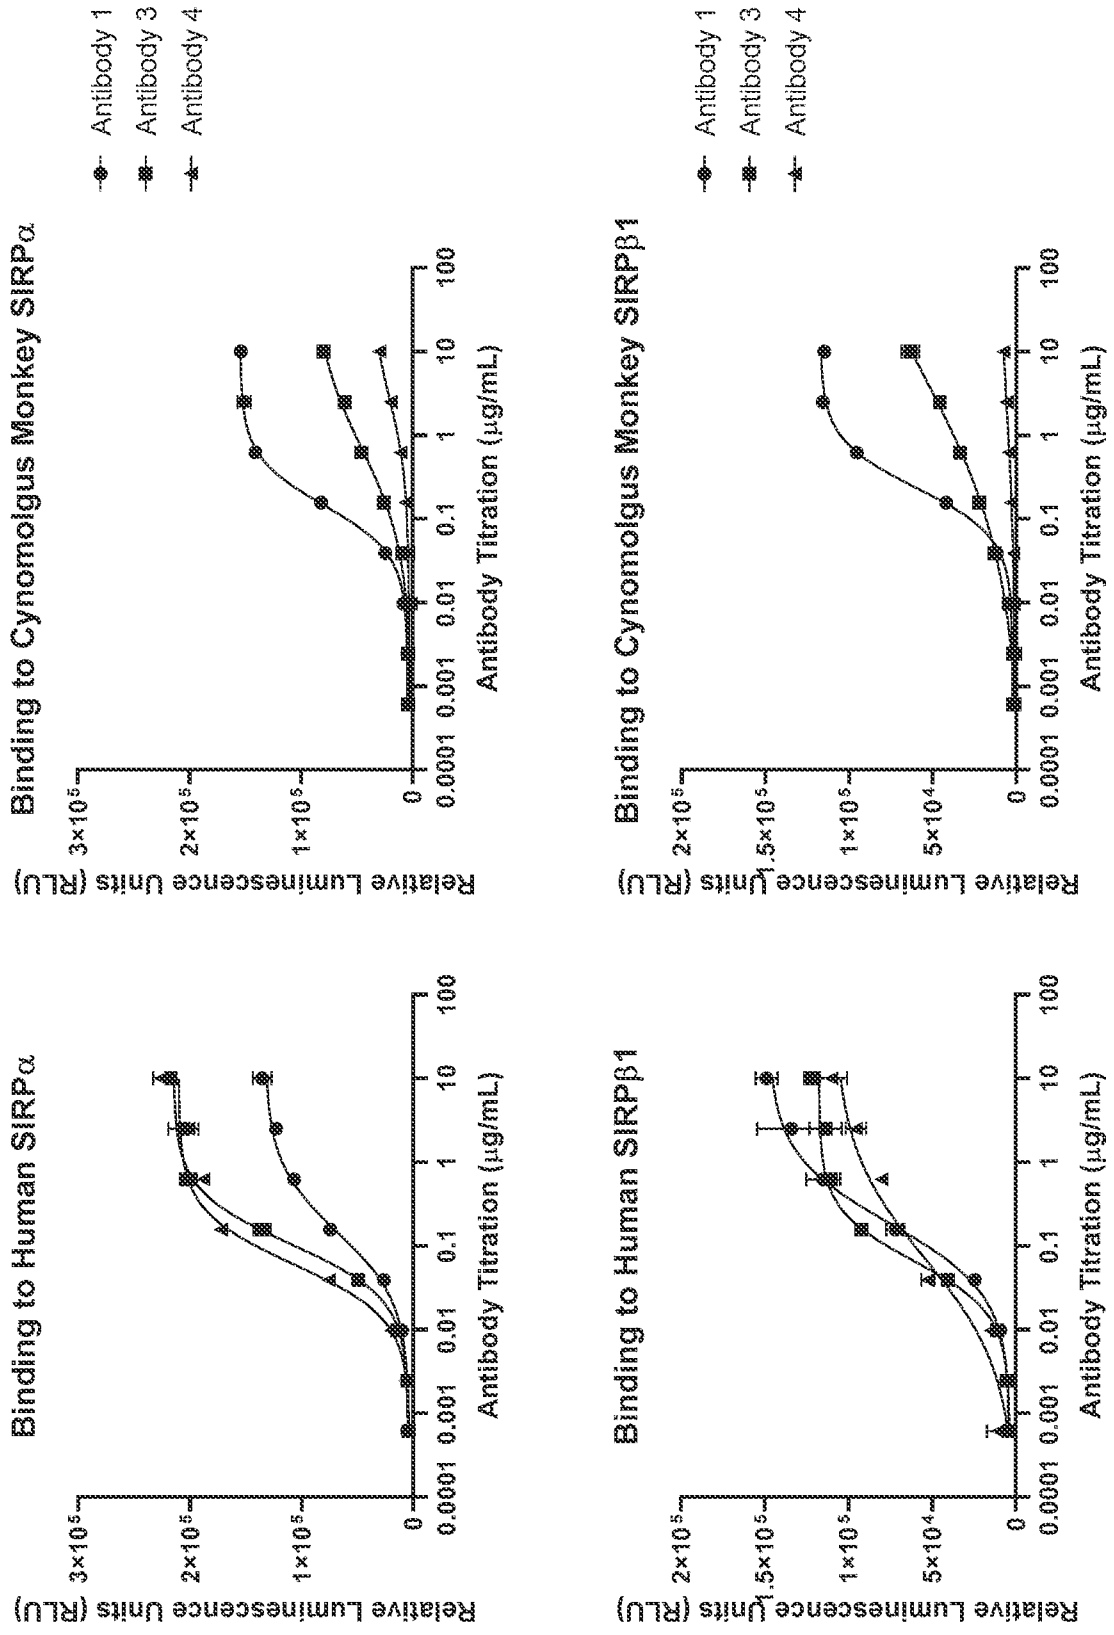 Binding to Human SIRPα
Relative Luminescence Units (RLU)
3×10⁵
2×10⁵
1×10⁵
0
0.0001
0.001
0.01
0.1
1
10
100
Antibody Titration (μg/mL)
Binding to Cynomolgus Monkey SIRPα
Relative Luminescence Units (RLU)
3×10⁵
2×10⁵
1×10⁵
0
0.0001
0.001
0.01
0.1
1
10
100
Antibody Titration (μg/mL)
Antibody 1
Antibody 3
Antibody 4
Binding to Human SIRPβ1
Relative Luminescence Units (RLU)
2×10⁵
1.5×10⁵
1×10⁵
5×10⁴
0
0.0001
0.001
0.01
0.1
1
10
100
Antibody Titration (μg/mL)
Binding to Cynomolgus Monkey SIRPβ1
Relative Luminescence Units (RLU)
2×10⁵
1.5×10⁵
1×10⁵
5×10⁴
0
0.0001
0.001
0.01
0.1
1
10
100
Antibody Titration (μg/mL)
Antibody 1
Antibody 3
Antibody 4